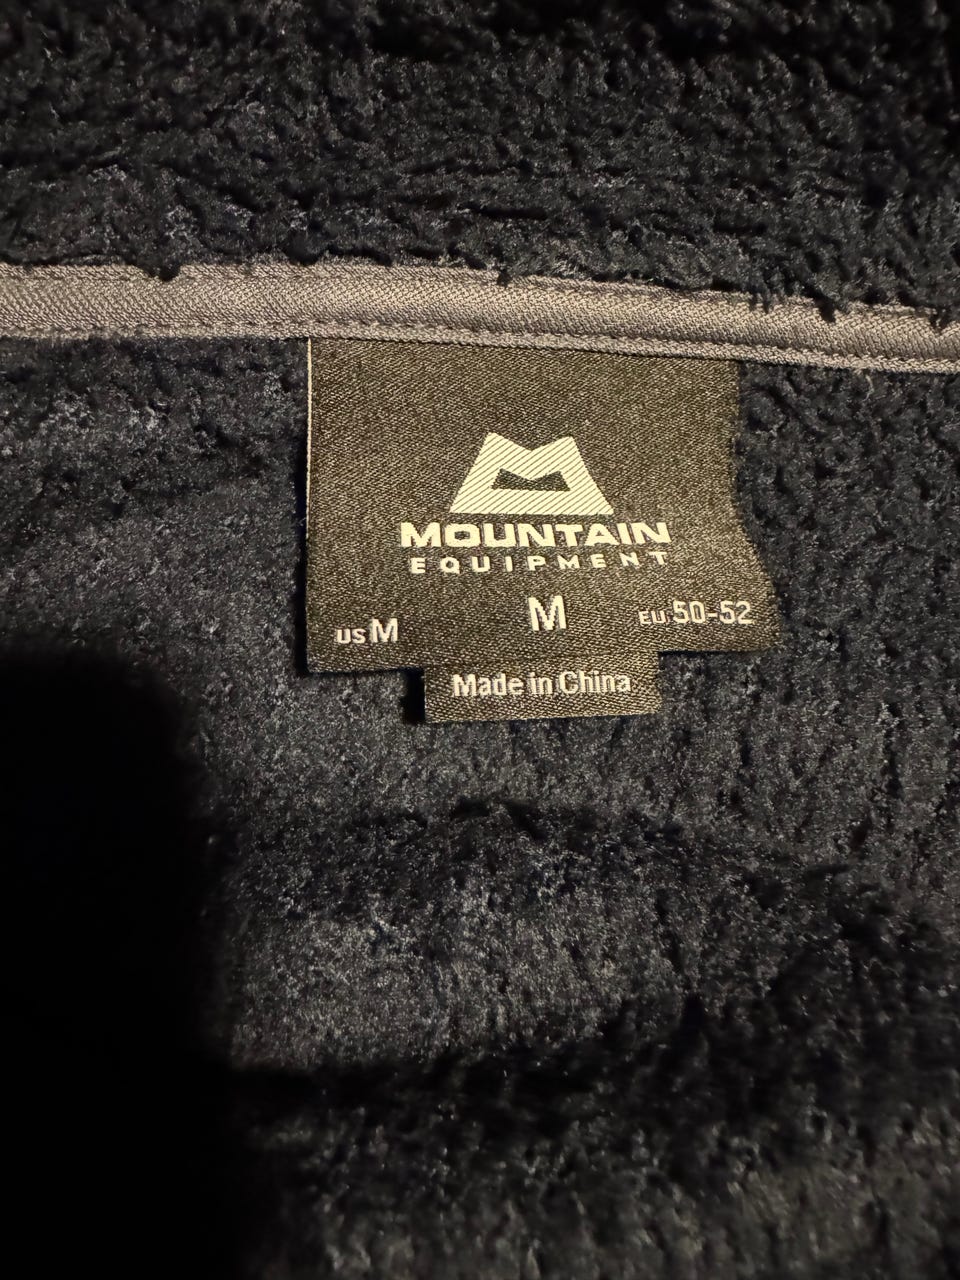 MOUNTAIN
EQUIPMENT
US M M EU 50-52
Made in China